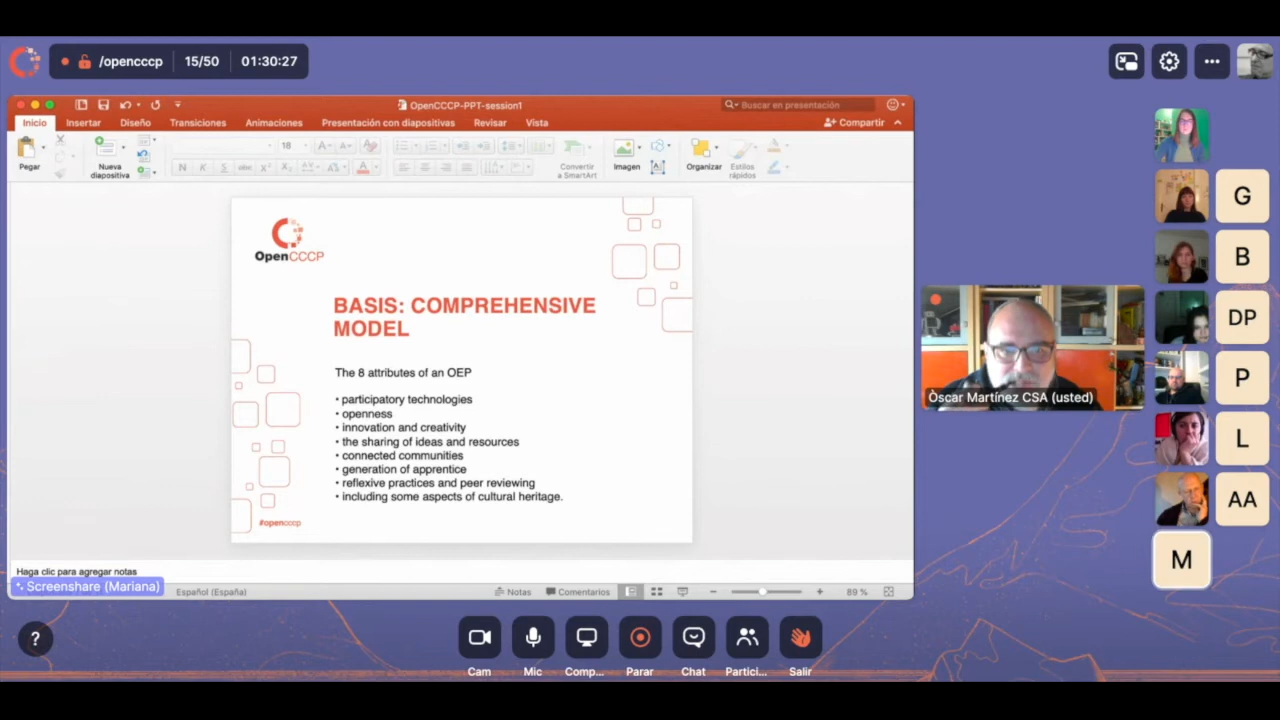 /opencccp 15/50 01:30:27
OpenCCCP-PPT-session1
Buscar en presentación
Inicio Insertar Diseño Transiciones Animaciones Presentación con diapositivas Revisar Vista
Compartir
18
Pegar
Nueva
diapositiva
N K S abc X² X₂
Convertir
a SmartArt
Imagen
Organizar
Estilos
rápidos
OpenCCCP
BASIS: COMPREHENSIVE
MODEL
The 8 attributes of an OEP
• participatory technologies
• openness
• innovation and creativity
• the sharing of ideas and resources
• connected communities
• generation of apprentice
• reflexive practices and peer reviewing
• including some aspects of cultural heritage.
#opencccp
Haga clic para agregar notas
Screenshare (Mariana)
Español (España)
Notas
Comentarios
89 %
Òscar Martínez CSA (usted)
G
B
DP
P
L
AA
M
?
Cam Mic Comp... Parar Chat Partici... Salir